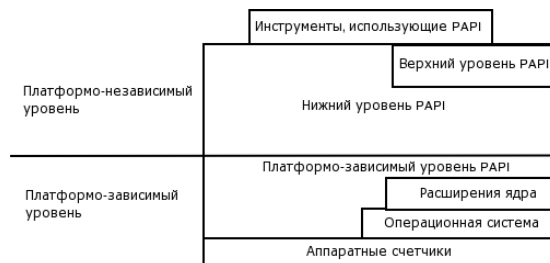 Инструменты, использующие PAPI
Верхний уровень PAPI
Платформо-независимый
уровень
Нижний уровень PAPI
Платформо-зависимый уровень PAPI
Платформо-зависимый
уровень
Расширения ядра
Операционная система
Аппаратные счетчики